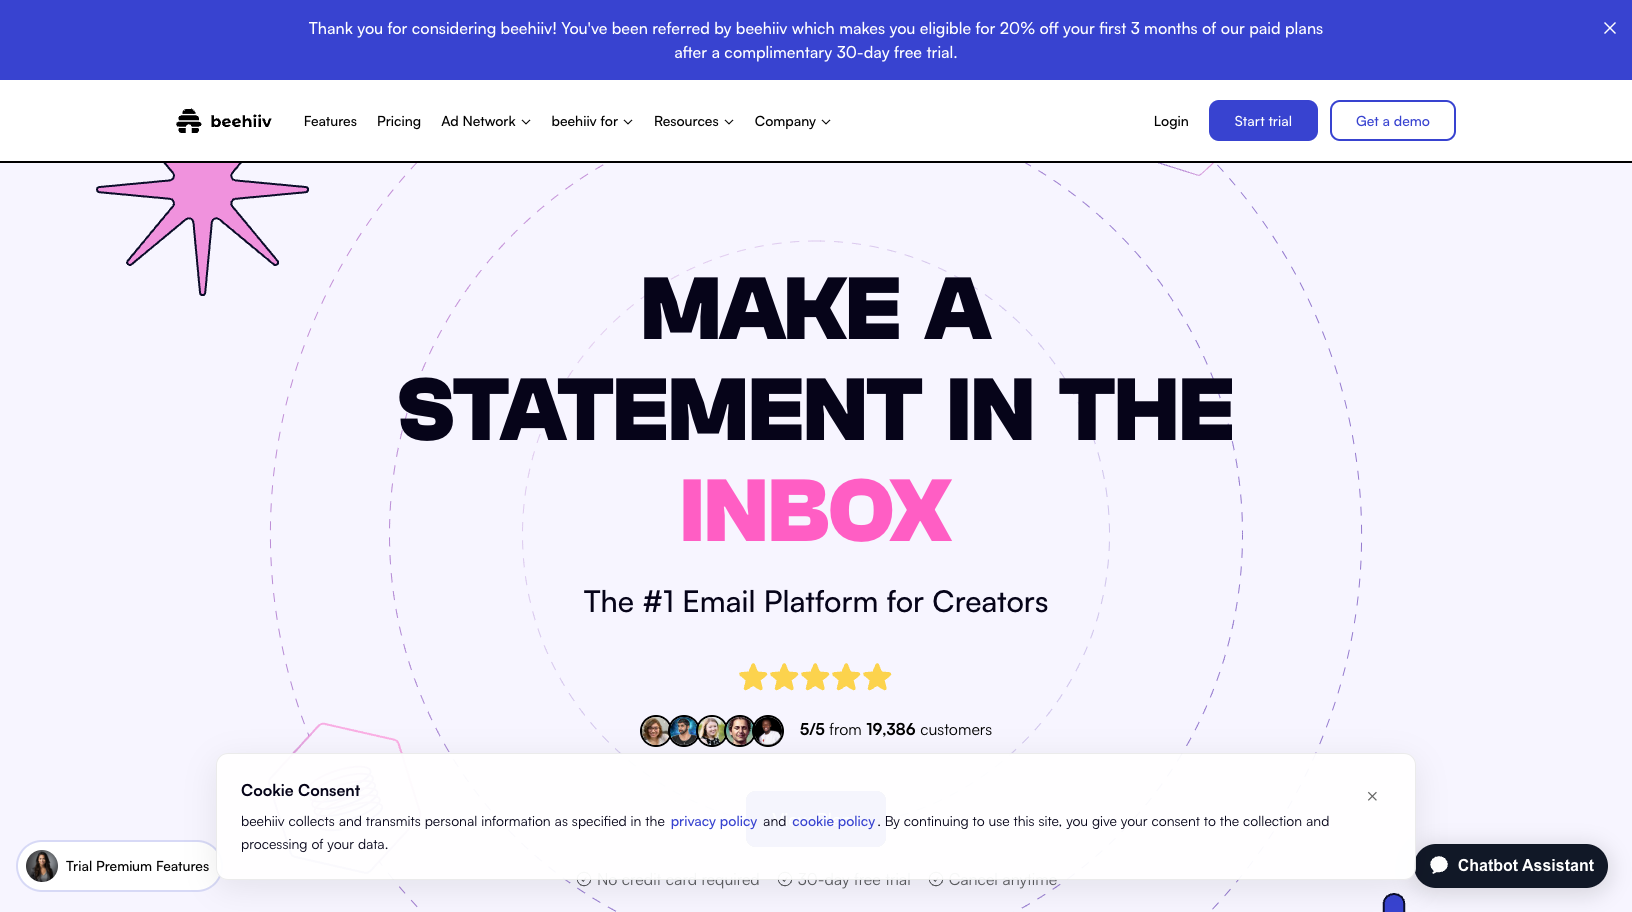 Thank you for considering beehiiv! You've been referred by beehiiv which makes you eligible for 20% off your first 3 months of our paid plans
after a complimentary 30-day free trial.
beehiiv
Features
Pricing
Ad Network
beehiiv for
Resources
Company
Login
Start trial
Get a demo
MAKE A
STATEMENT IN THE
INBOX
The #1 Email Platform for Creators
5/5 from 19,386 customers
Cookie Consent
beehiiv collects and transmits personal information as specified in the privacy policy and cookie policy. By continuing to use this site, you give your consent to the collection and
processing of your data.
Trial Premium Features
Chatbot Assistant
No credit card required
30-day free trial
Cancel anytime